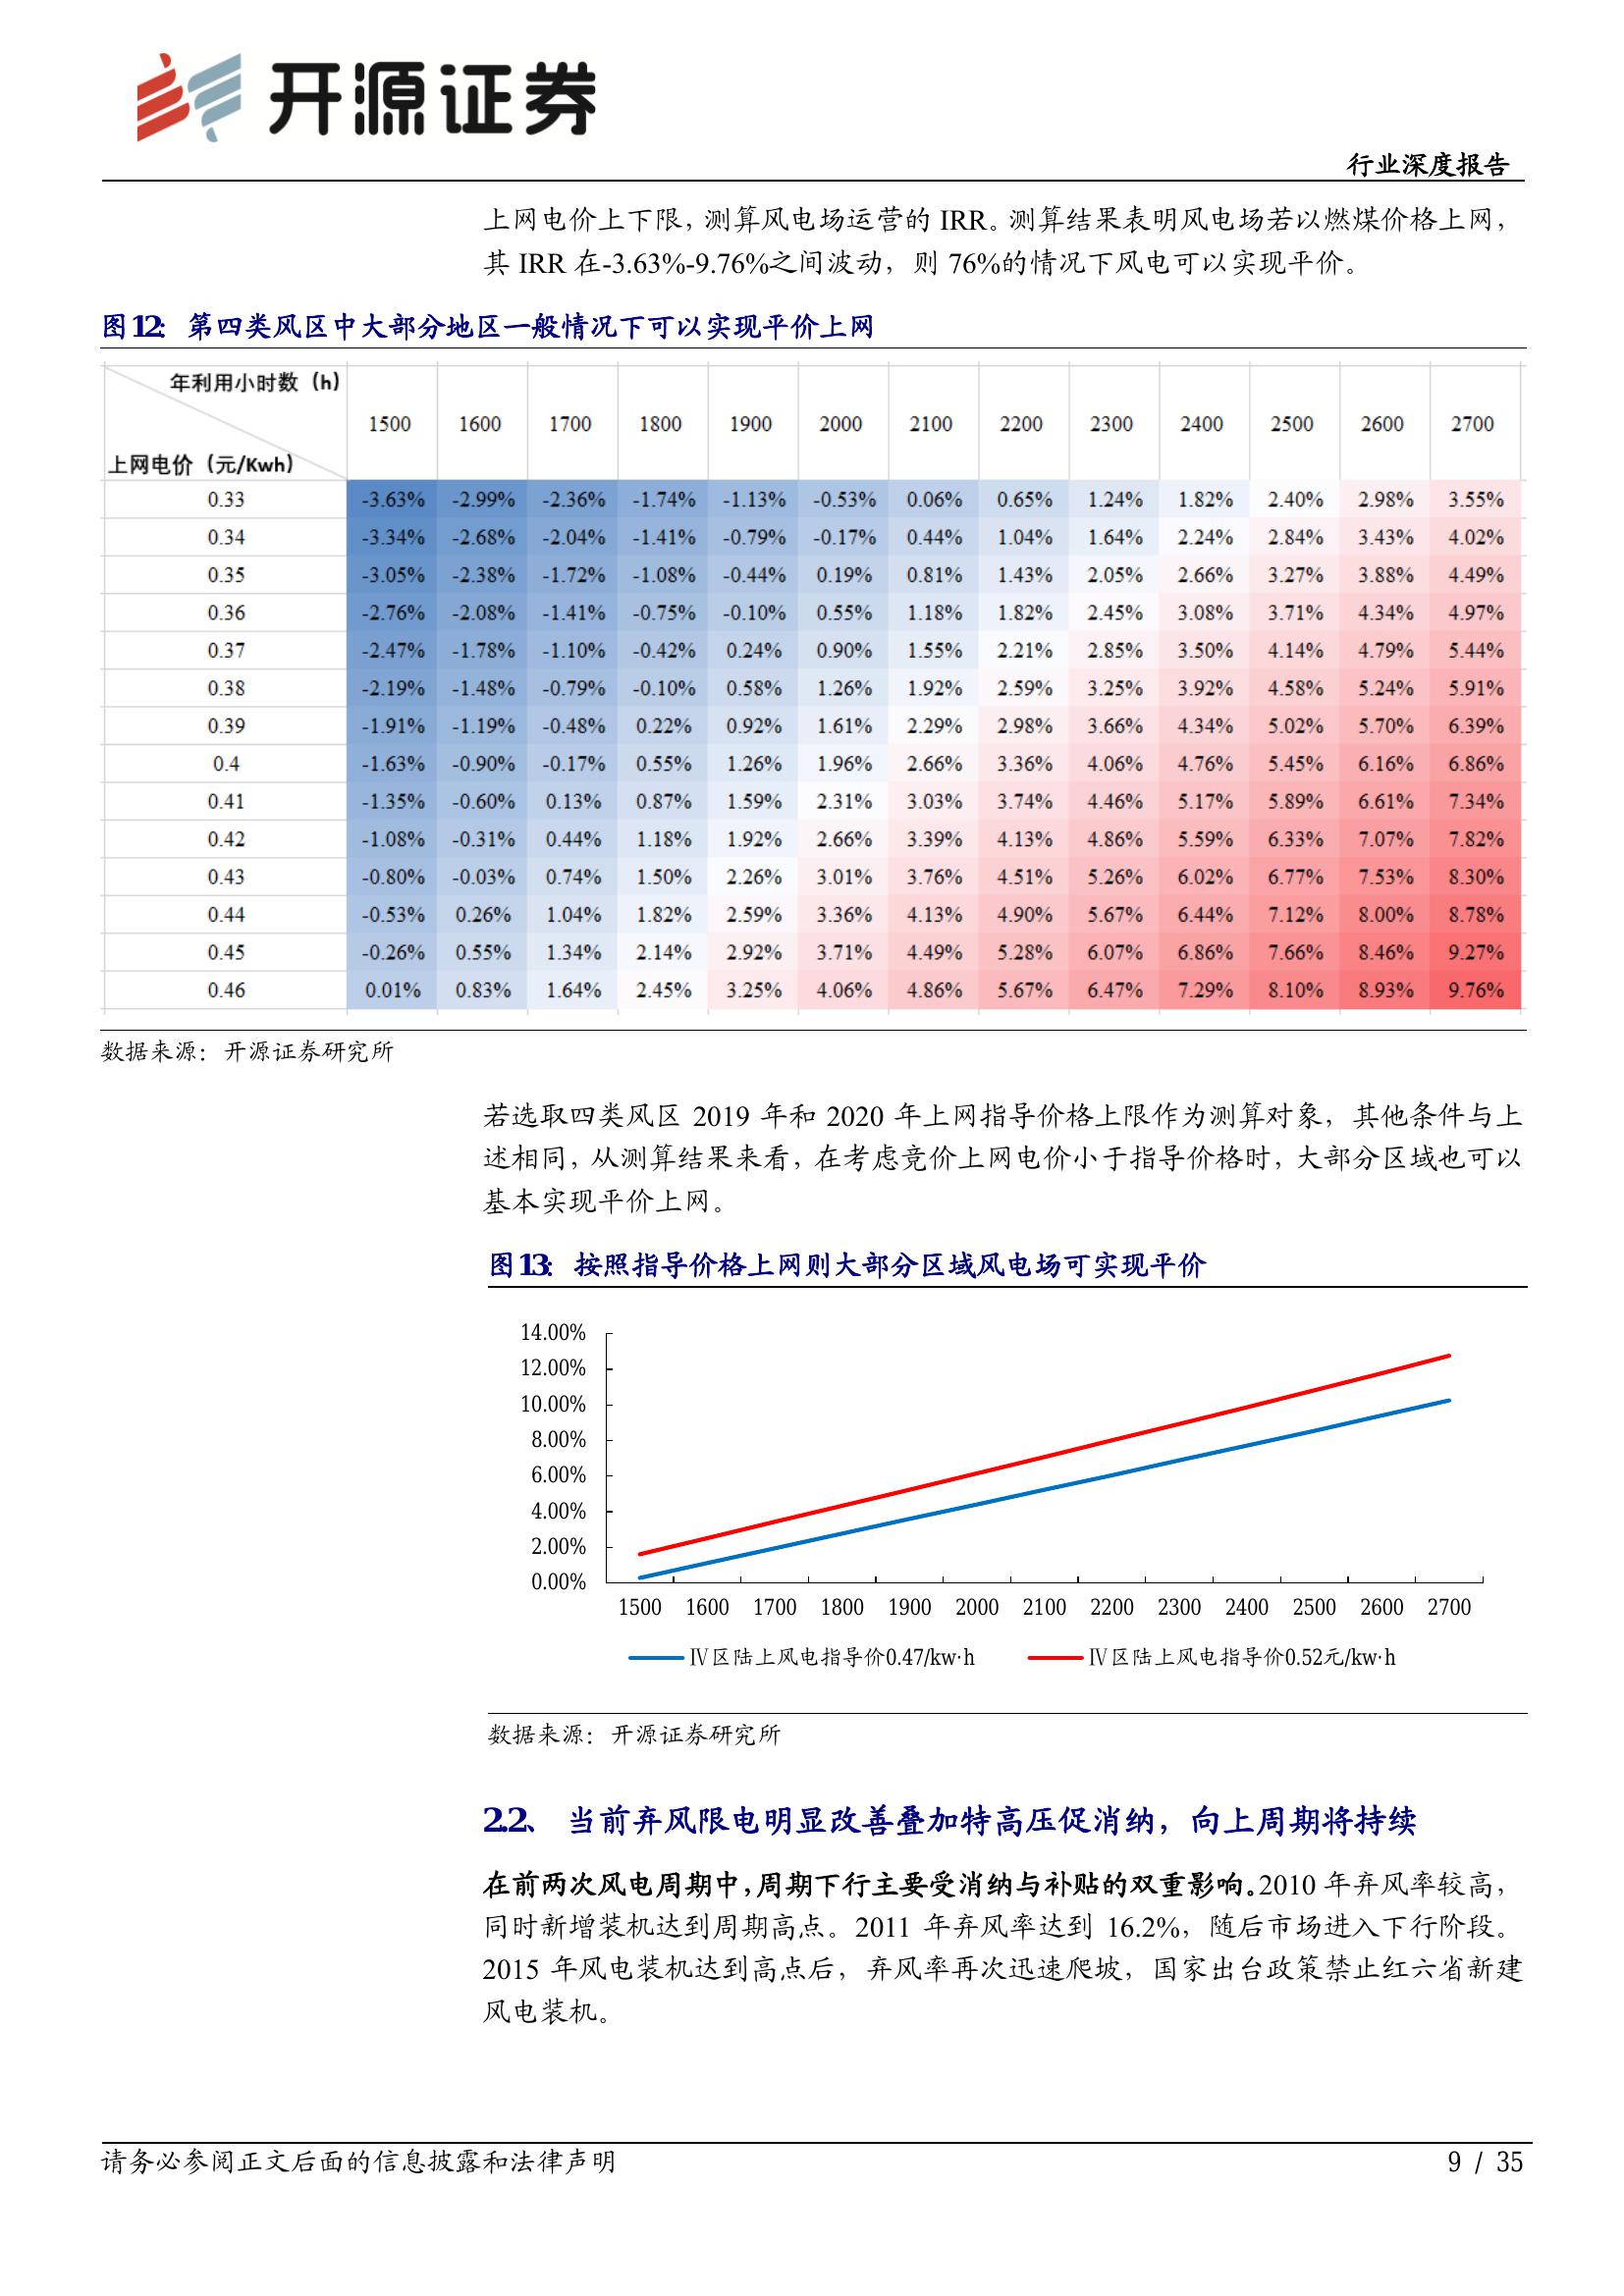 开源证券
行业深度报告
上网电价上下限，测算风电场运营的 IRR。测算结果表明风电场若以燃煤价格上网，
其 IRR 在-3.63%-9.76%之间波动，则 76%的情况下风电可以实现平价。
图12： 第四类风区中大部分地区一般情况下可以实现平价上网
年利用小时数（h）
1500 1600 1700 1800 1900 2000 2100 2200 2300 2400 2500 2600 2700
上网电价（元/Kwh）
0.33 -3.63% -2.99% -2.36% -1.74% -1.13% -0.53% 0.06% 0.65% 1.24% 1.82% 2.40% 2.98% 3.55%
0.34 -3.34% -2.68% -2.04% -1.41% -0.79% -0.17% 0.44% 1.04% 1.64% 2.24% 2.84% 3.43% 4.02%
0.35 -3.05% -2.38% -1.72% -1.08% -0.44% 0.19% 0.81% 1.43% 2.05% 2.66% 3.27% 3.88% 4.49%
0.36 -2.76% -2.08% -1.41% -0.75% -0.10% 0.55% 1.18% 1.82% 2.45% 3.08% 3.71% 4.34% 4.97%
0.37 -2.47% -1.78% -1.10% -0.42% 0.24% 0.90% 1.55% 2.21% 2.85% 3.50% 4.14% 4.79% 5.44%
0.38 -2.19% -1.48% -0.79% -0.10% 0.58% 1.26% 1.92% 2.59% 3.25% 3.92% 4.58% 5.24% 5.91%
0.39 -1.91% -1.19% -0.48% 0.22% 0.92% 1.61% 2.29% 2.98% 3.66% 4.34% 5.02% 5.70% 6.39%
0.4 -1.63% -0.90% -0.17% 0.55% 1.26% 1.96% 2.66% 3.36% 4.06% 4.76% 5.45% 6.16% 6.86%
0.41 -1.35% -0.60% 0.13% 0.87% 1.59% 2.31% 3.03% 3.74% 4.46% 5.17% 5.89% 6.61% 7.34%
0.42 -1.08% -0.31% 0.44% 1.18% 1.92% 2.66% 3.39% 4.13% 4.86% 5.59% 6.33% 7.07% 7.82%
0.43 -0.80% -0.03% 0.74% 1.50% 2.26% 3.01% 3.76% 4.51% 5.26% 6.02% 6.77% 7.53% 8.30%
0.44 -0.53% 0.26% 1.04% 1.82% 2.59% 3.36% 4.13% 4.90% 5.67% 6.44% 7.12% 8.00% 8.78%
0.45 -0.26% 0.55% 1.34% 2.14% 2.92% 3.71% 4.49% 5.28% 6.07% 6.86% 7.66% 8.46% 9.27%
0.46 0.01% 0.83% 1.64% 2.45% 3.25% 4.06% 4.86% 5.67% 6.47% 7.29% 8.10% 8.93% 9.76%
数据来源：开源证券研究所
若选取四类风区 2019 年和 2020 年上网指导价格上限作为测算对象，其他条件与上
述相同，从测算结果来看，在考虑竞价上网电价小于指导价格时，大部分区域也可以
基本实现平价上网。
图13： 按照指导价格上网则大部分区域风电场可实现平价
14.00%
12.00%
10.00%
8.00%
6.00%
4.00%
2.00%
0.00%
1500 1600 1700 1800 1900 2000 2100 2200 2300 2400 2500 2600 2700
Ⅳ区陆上风电指导价0.47/kw·h Ⅳ区陆上风电指导价0.52元/kw·h
数据来源：开源证券研究所
2.2、 当前弃风限电明显改善叠加特高压促消纳，向上周期将持续
在前两次风电周期中，周期下行主要受消纳与补贴的双重影响。2010 年弃风率较高，
同时新增装机达到周期高点。2011 年弃风率达到 16.2%，随后市场进入下行阶段。
2015 年风电装机达到高点后，弃风率再次迅速爬坡，国家出台政策禁止红六省新建
风电装机。
请务必参阅正文后面的信息披露和法律声明 9 / 35